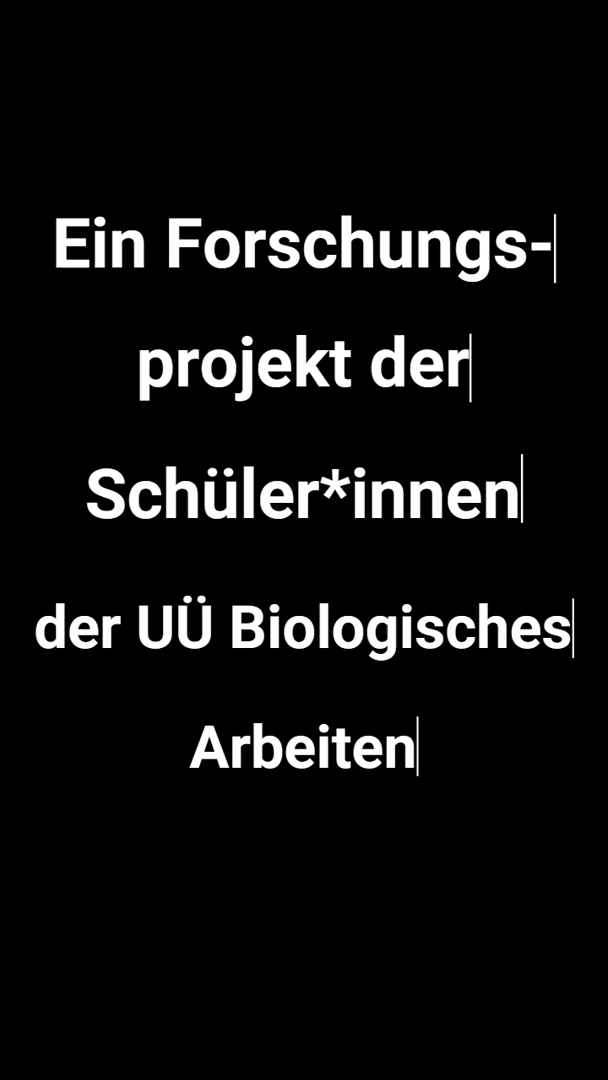 Ein Forschungs-
projekt der
Schüler*innen
der UÜ Biologisches
Arbeiten